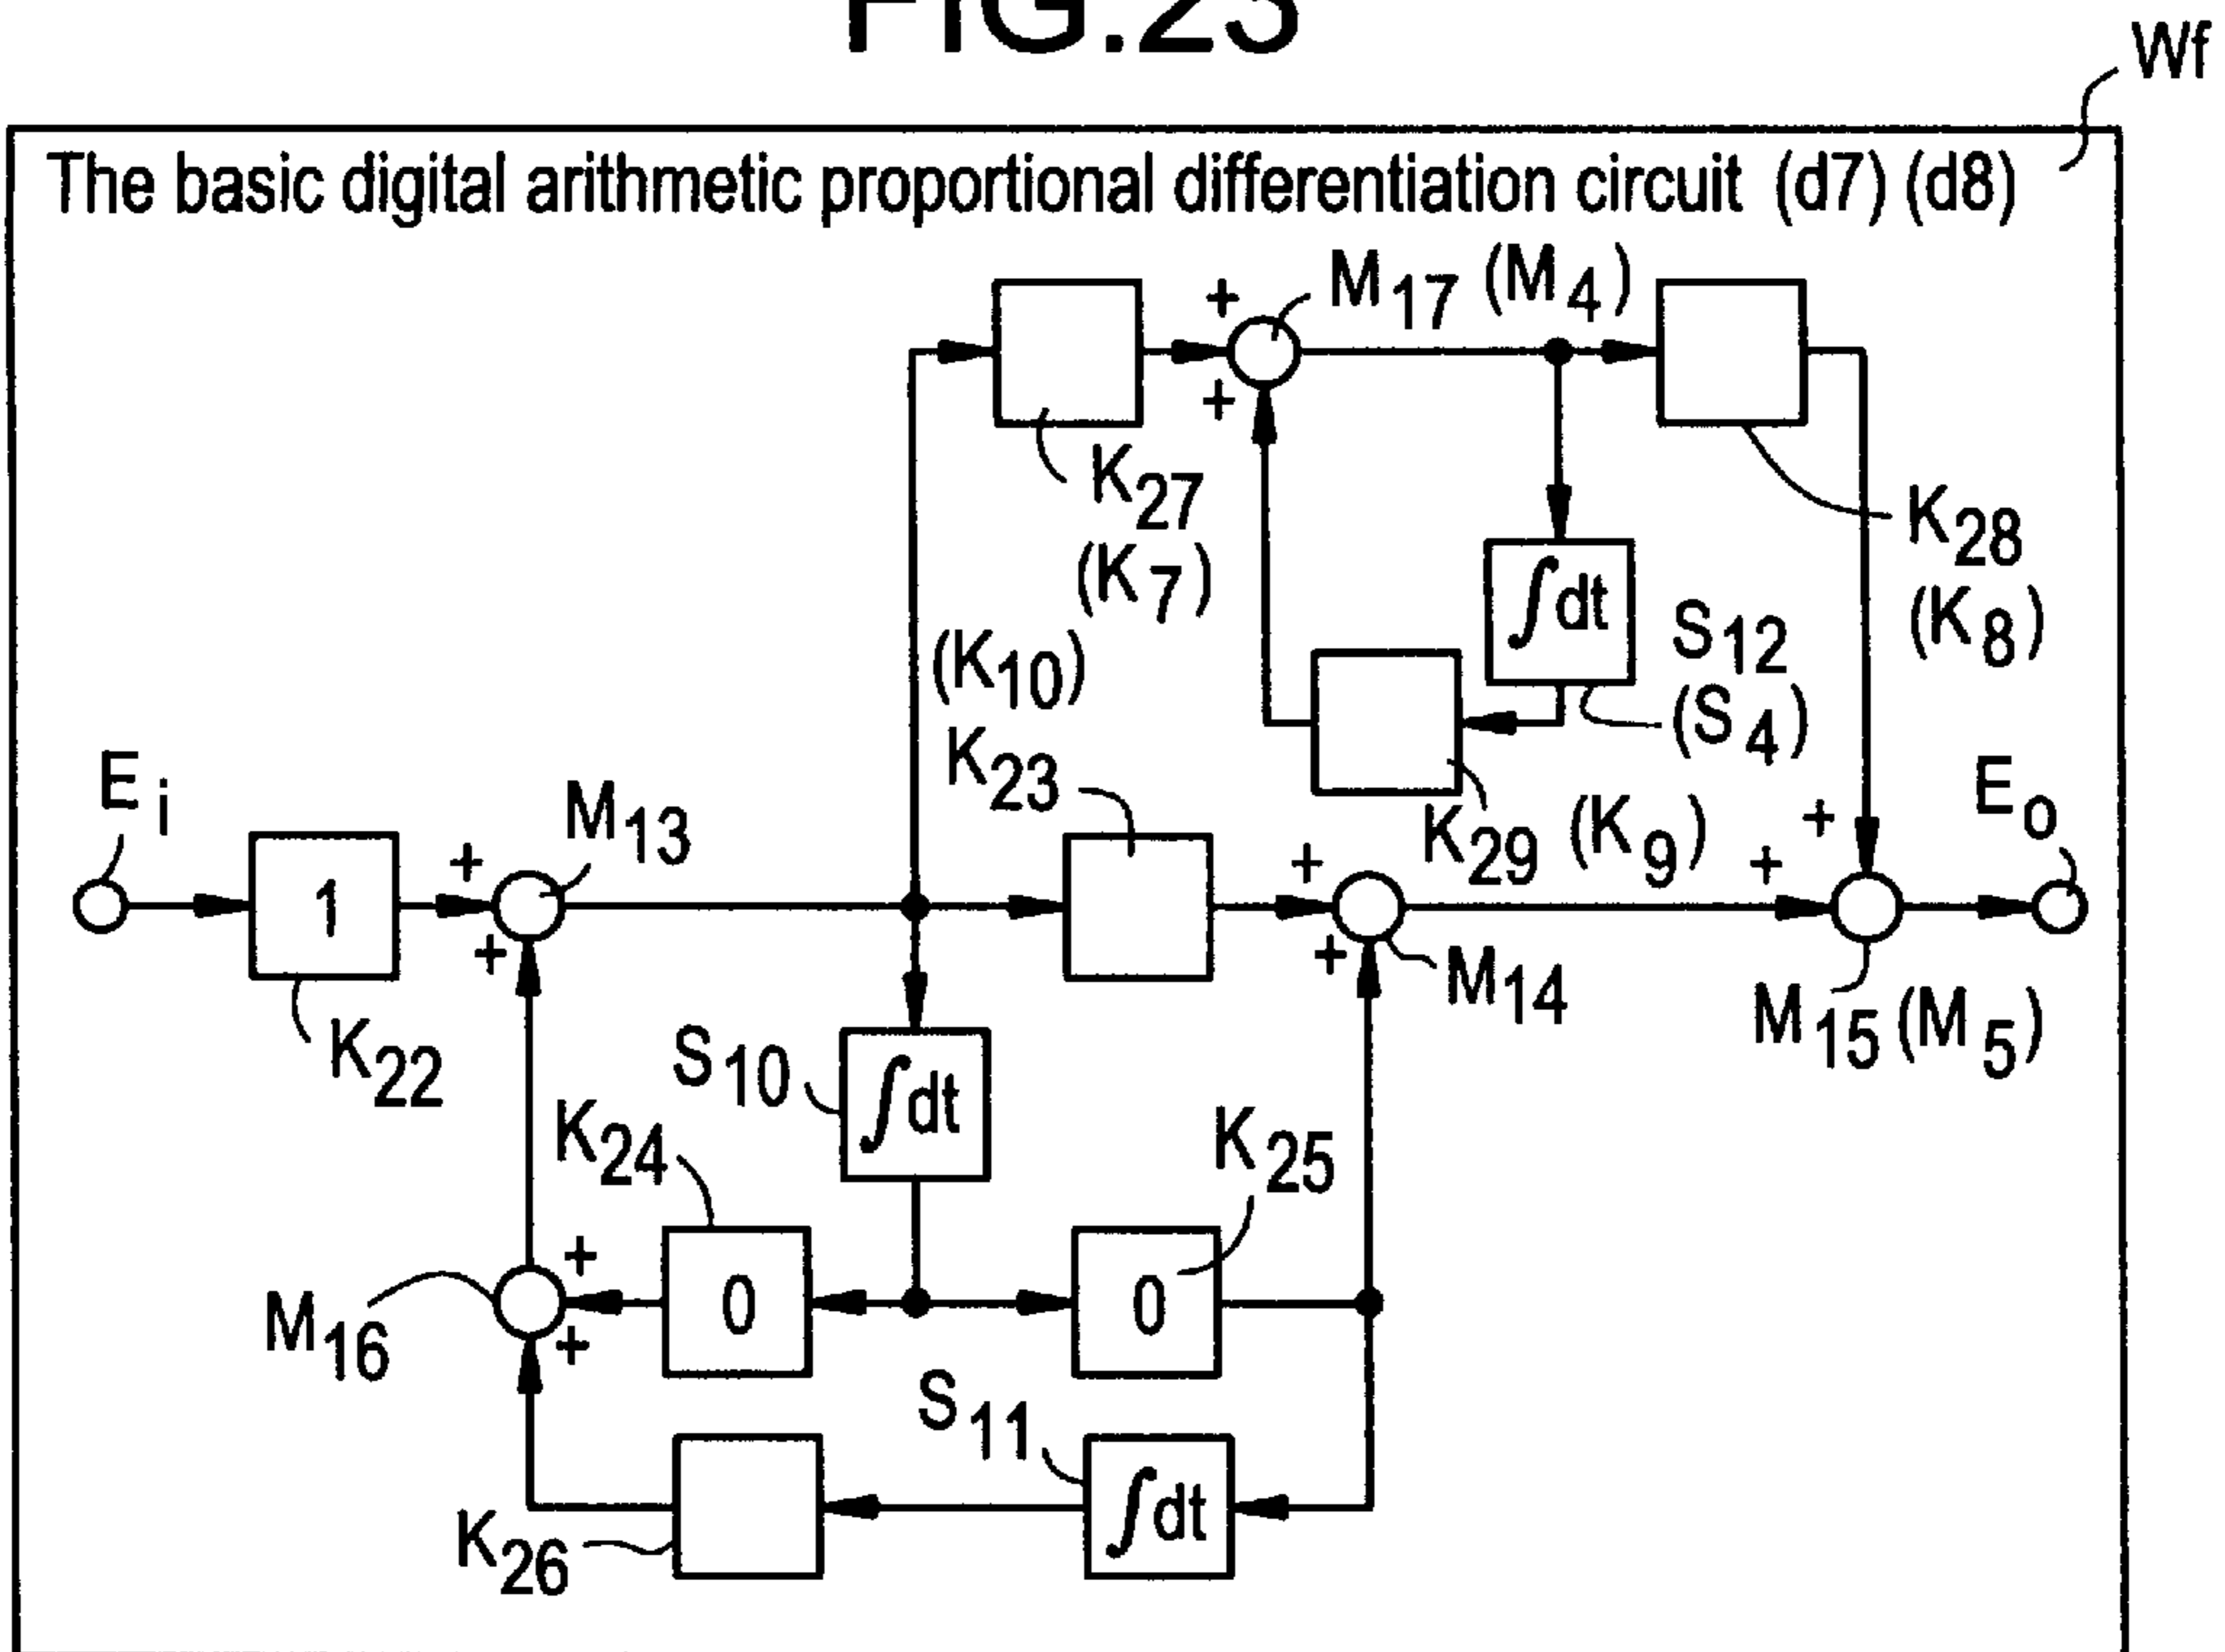 FIG.23
Wf
The basic digital arithmetic proportional differentiation circuit (d7) (d8)
+
M17 (M4)
+
K27
(K7)
K28
(K8)
∫dt
S12
(S4)
(K10)
K23
K29 (K9)
Ei
1
+
M13
+
K22
+
+
M14
+
+
Eo
M15 (M5)
S10
∫dt
K24
K25
M16
+
+
0
0
S11
∫dt
K26